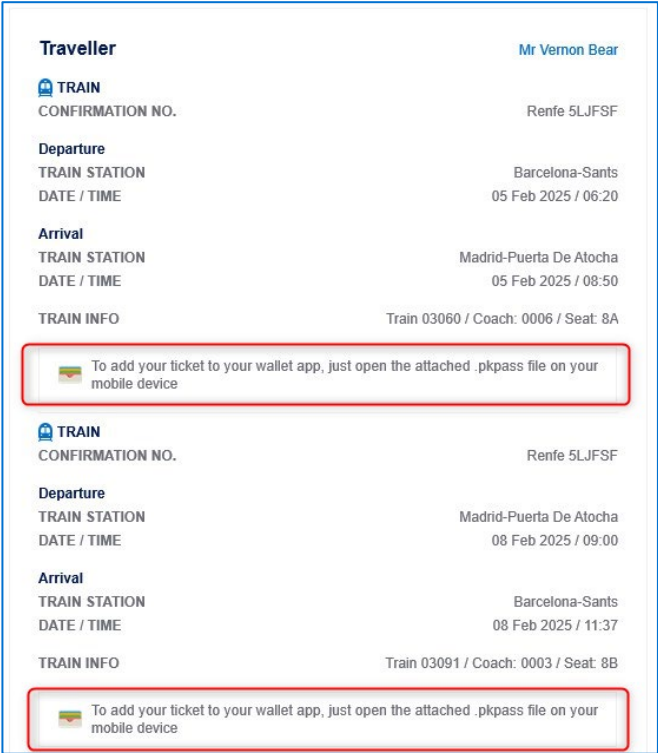 Traveller Mr Vernon Bear
TRAIN
CONFIRMATION NO. Renfe 5LJFSF
Departure
TRAIN STATION Barcelona-Sants
DATE / TIME 05 Feb 2025 / 06:20
Arrival
TRAIN STATION Madrid-Puerta De Atocha
DATE / TIME 05 Feb 2025 / 08:50
TRAIN INFO Train 03060 / Coach: 0006 / Seat: 8A
To add your ticket to your wallet app, just open the attached .pkpass file on your
mobile device
TRAIN
CONFIRMATION NO. Renfe 5LJFSF
Departure
TRAIN STATION Madrid-Puerta De Atocha
DATE / TIME 08 Feb 2025 / 09:00
Arrival
TRAIN STATION Barcelona-Sants
DATE / TIME 08 Feb 2025 / 11:37
TRAIN INFO Train 03091 / Coach: 0003 / Seat: 8B
To add your ticket to your wallet app, just open the attached .pkpass file on your
mobile device